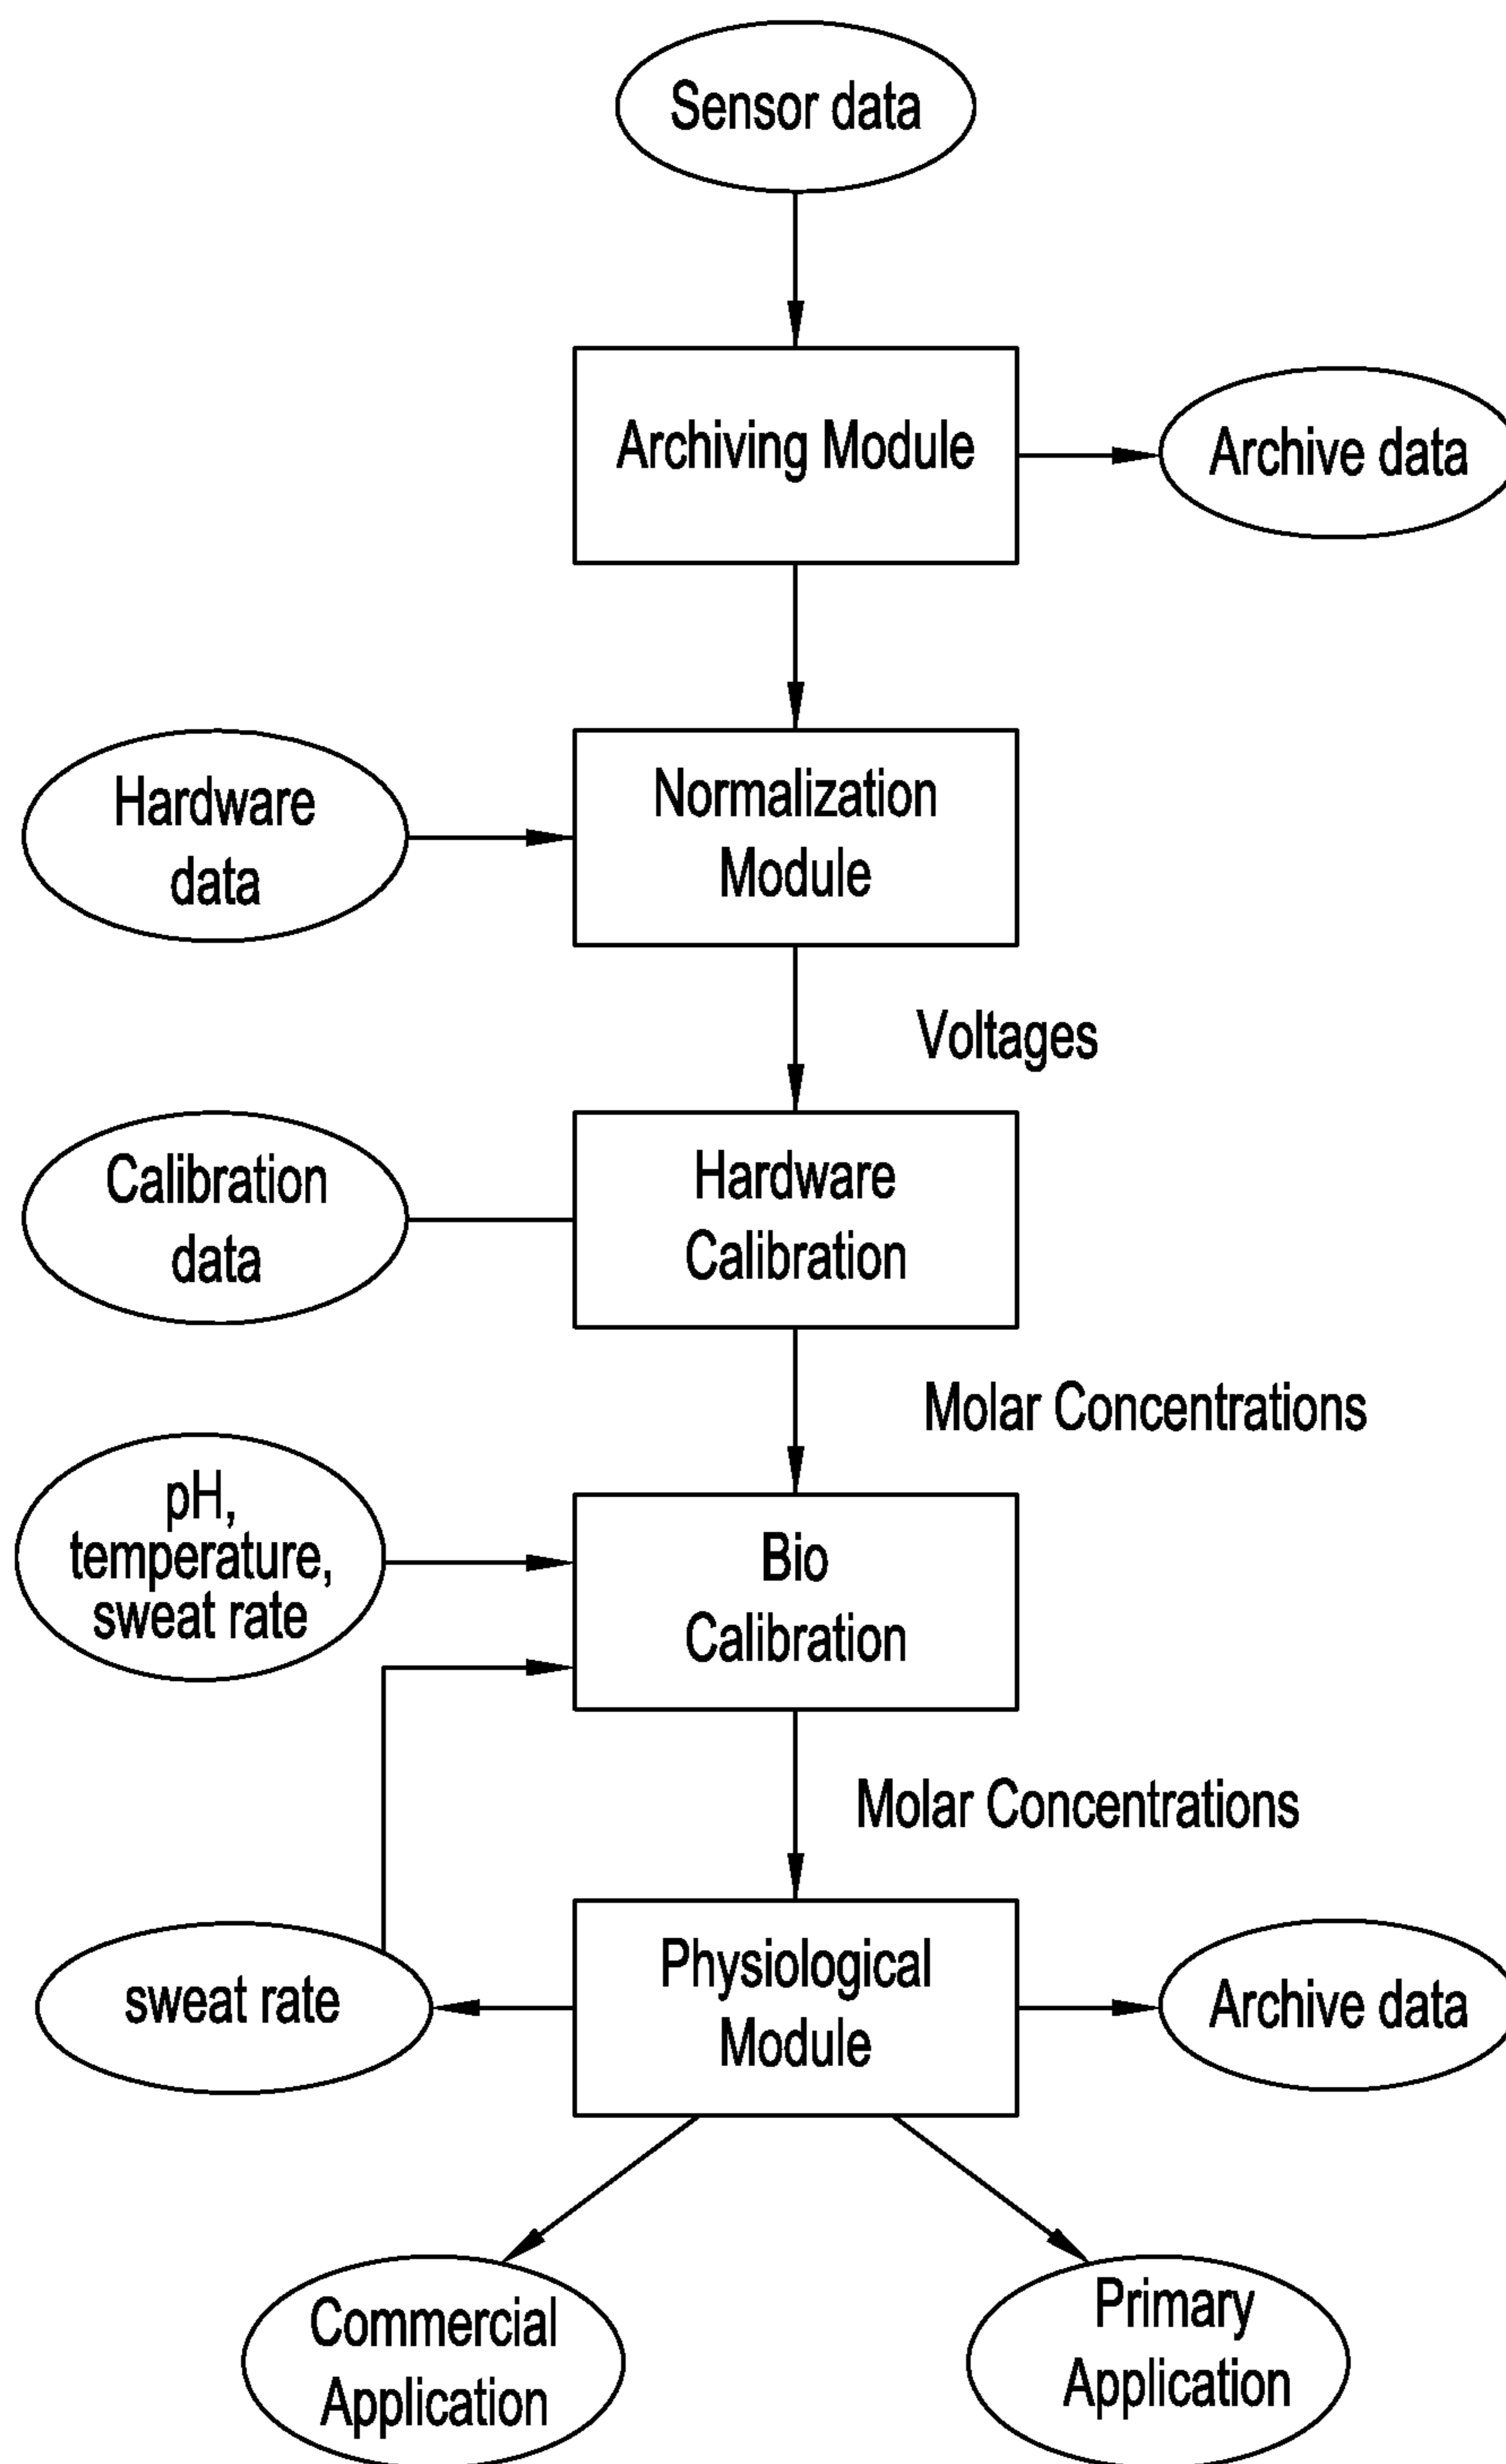 Sensor data
Archiving Module
Archive data
Hardware
data
Normalization
Module
Voltages
Calibration
data
Hardware
Calibration
Molar Concentrations
pH,
temperature,
sweat rate
Bio
Calibration
Molar Concentrations
sweat rate
Physiological
Module
Archive data
Commercial
Application
Primary
Application